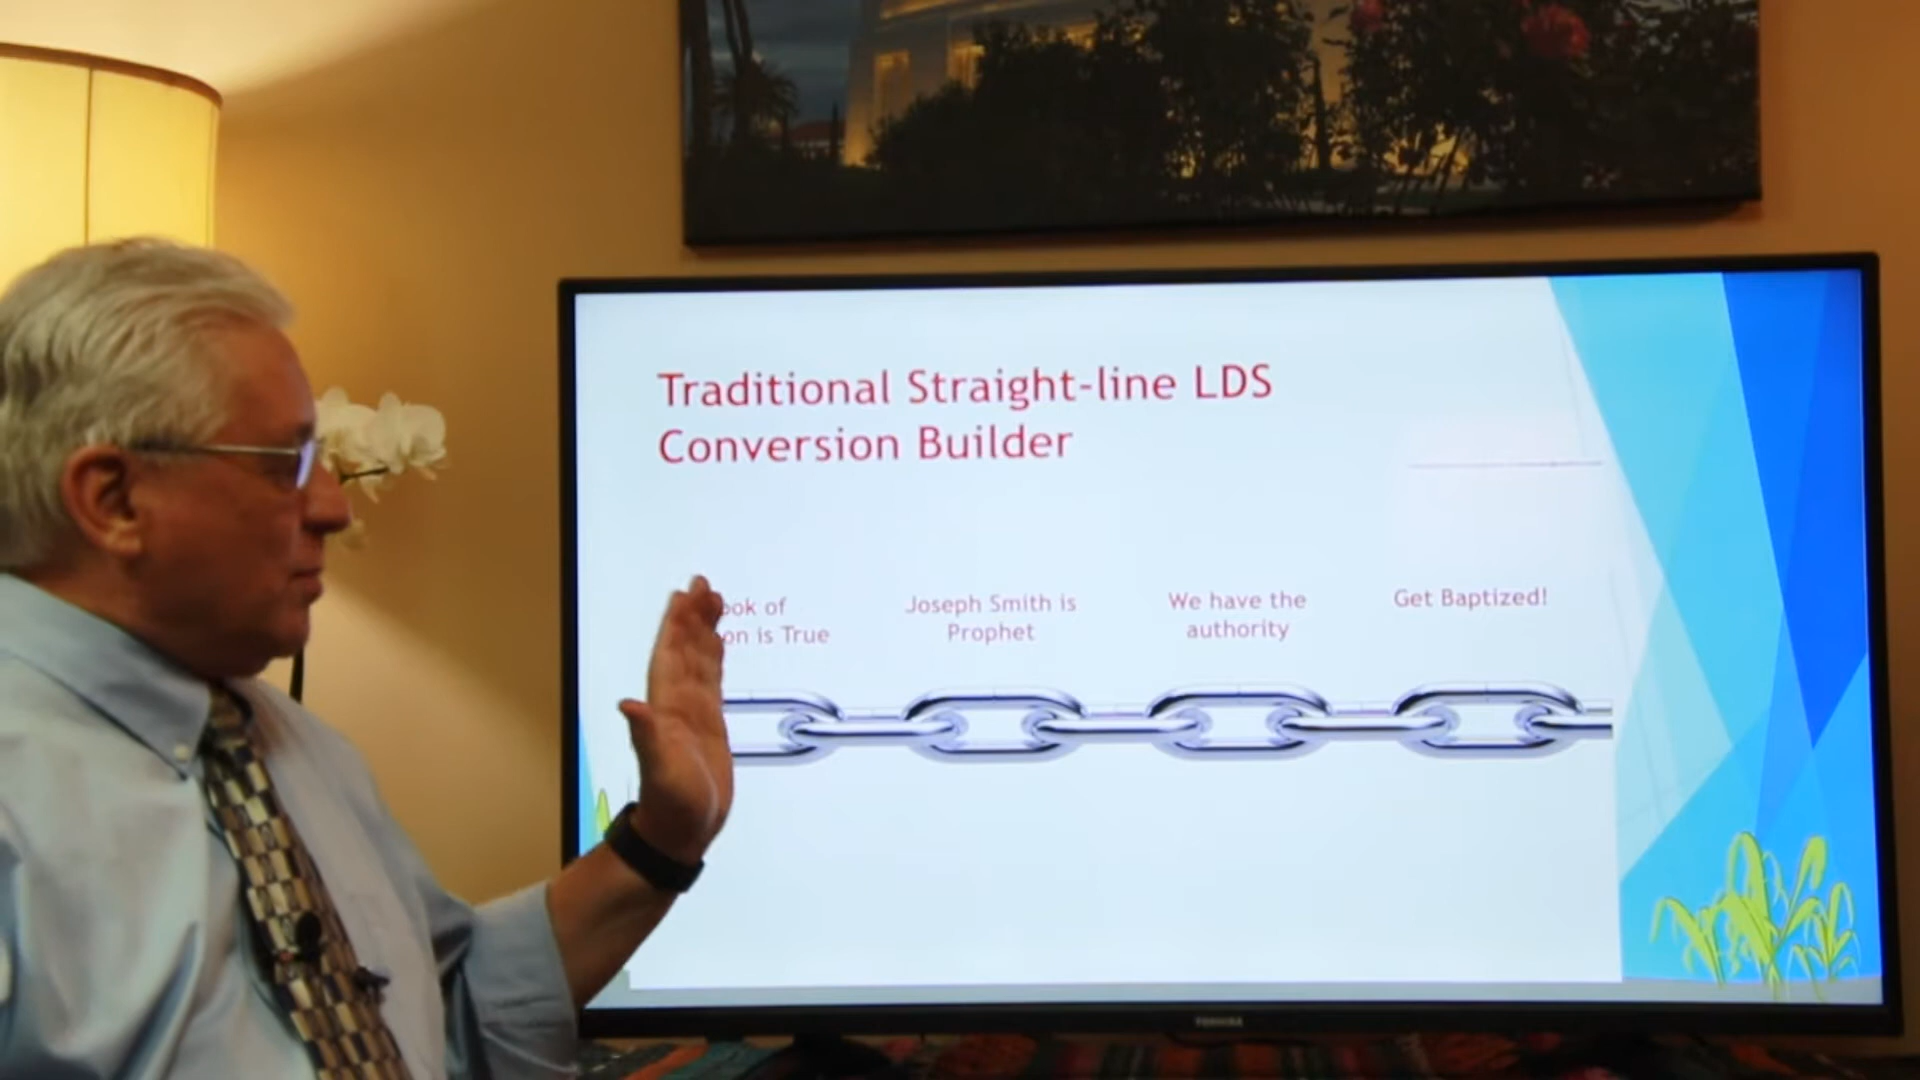 Traditional Straight-line LDS
Conversion Builder
ook of
on is True
Joseph Smith is
Prophet
We have the
authority
Get Baptized!
TOSHIBA